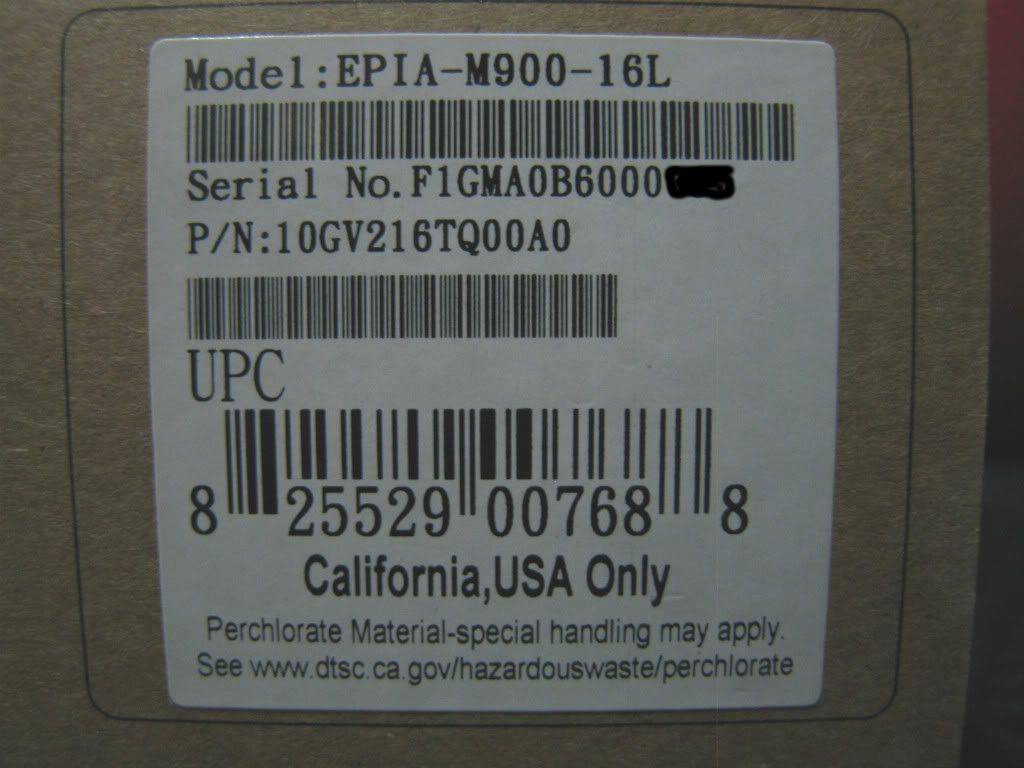 Model:EPIA-M900-16L
Serial No.F1GMA0B6000
P/N:10GV216TQ00A0
UPC
8 25529 00768 8
California,USA Only
Perchlorate Material-special handling may apply.
See www.dtsc.ca.gov/hazardouswaste/perchlorate